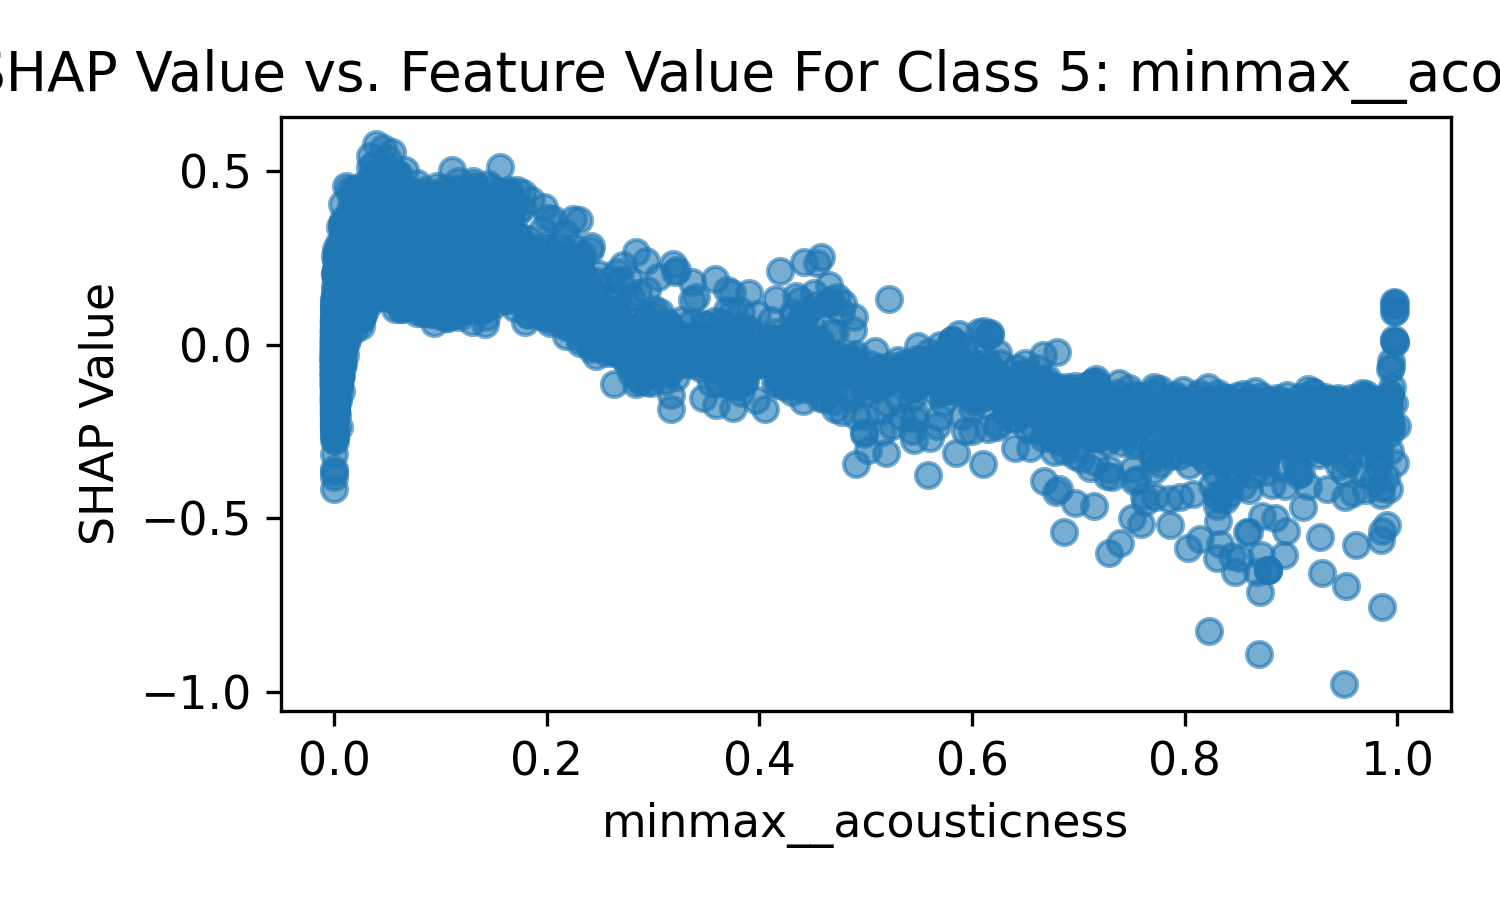 SHAP Value vs. Feature Value For Class 5: minmax__aco
0.5
0.0
−0.5
−1.0
SHAP Value
0.0 0.2 0.4 0.6 0.8 1.0
minmax__acousticness